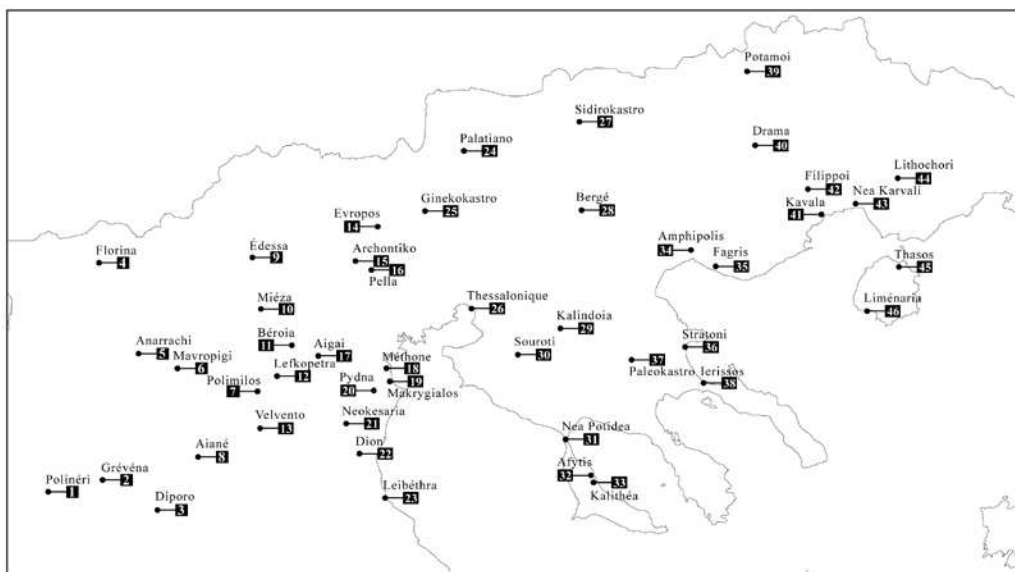 Potamoi
39
Sidirokastro
27
Drama
40
Palatiano
24
Lithochori
44
Filippoi
42
Nea Karvali
43
Ginekokastro
25
Bergé
28
Kavala
41
Evropos
14
Florina
4
Édessa
9
Archontiko
15
16
Pella
Amphipolis
34
Fagris
35
Thasos
45
Miéza
10
Thessalonique
26
Kalindoia
29
Liménaria
46
Anarrachi
5
Béroia
11
Aigai
17
Souroti
30
Stratoni
36
Mavropigi
6
Lefkopetra
12
Méthone
18
37
Paleokastro
Ierissos
38
Polimilos
7
Pydna
20
19
Makrygialos
Velvento
13
Neokesaria
21
Nea Potidea
31
Aiané
8
Dion
22
Afytis
32
33
Kalithéa
Polinéri
1
Grévéna
2
Diporo
3
Leibéthra
23